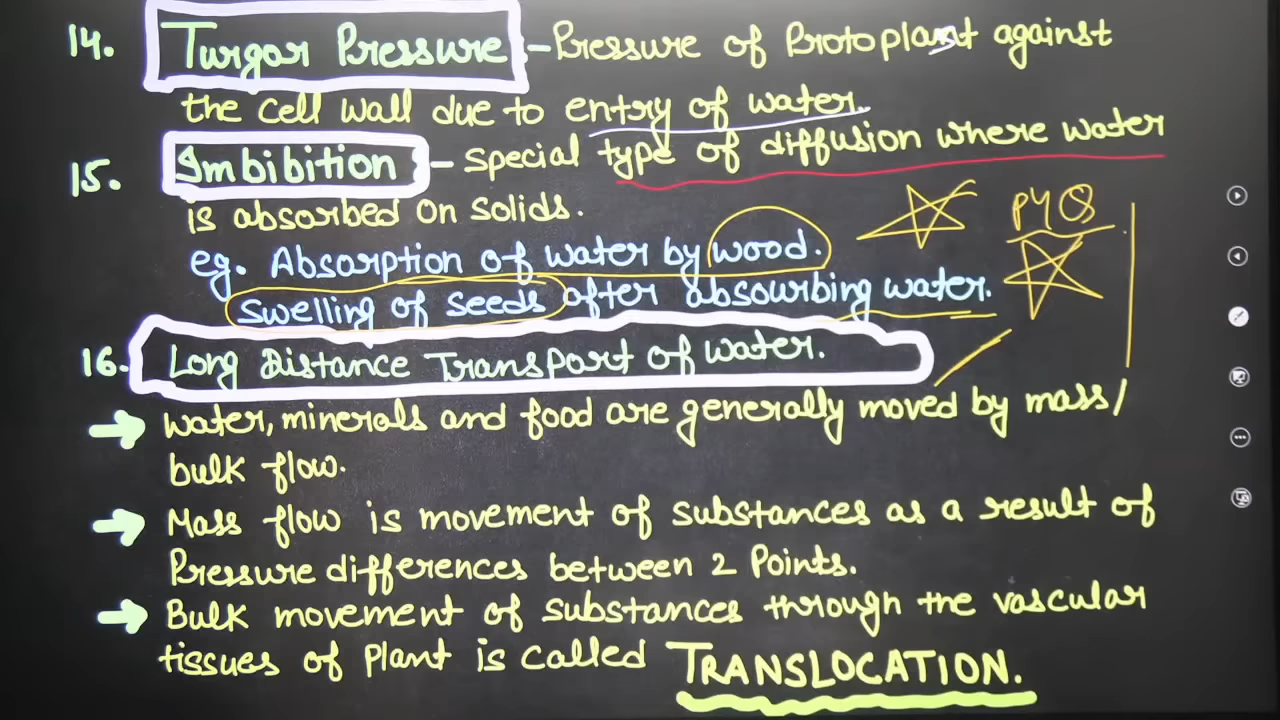 14. Turgor Pressure - Pressure of Protoplast against
the cell wall due to entry of water.
15. Imbibition - Special type of diffusion where water
is absorbed on solids.
eg. Absorption of water by wood.
Swelling of seeds after absourbing water.
PYQ
16. Long Distance Transport of water.
→ Water, minerals and food are generally moved by mass/
bulk flow.
→ Mass flow is movement of substances as a result of
Pressure differences between 2 Points.
→ Bulk movement of substances through the vascular
tissues of Plant is called TRANSLOCATION.